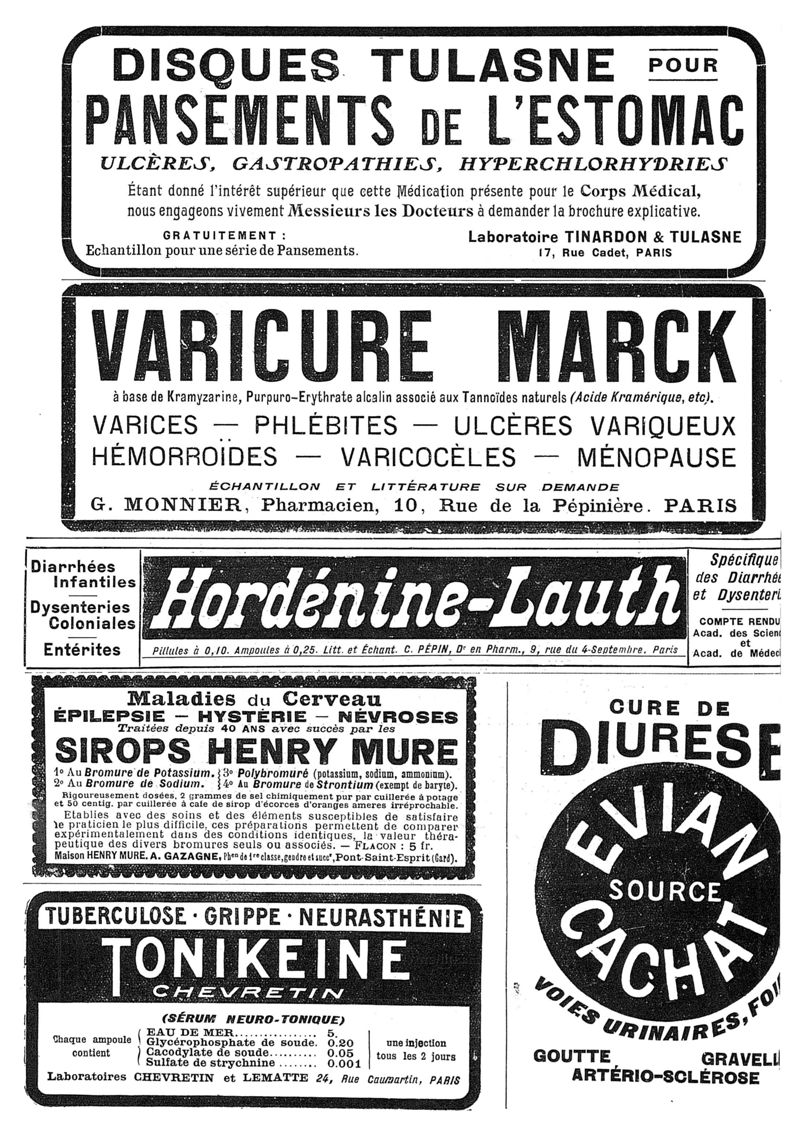 DISQUES TULASNE POUR
PANSEMENTS DE L'ESTOMAC
ULCÈRES, GASTROPATHIES, HYPERCHLORHYDRIES
Étant donné l'intérêt supérieur que cette Médication présente pour le Corps Médical,
nous engageons vivement Messieurs les Docteurs à demander la brochure explicative.
GRATUITEMENT :
Echantillon pour une série de Pansements.
Laboratoire TINARDON & TULASNE
17, Rue Cadet, PARIS
VARICURE MARCK
à base de Kramyzarine, Purpuro-Erythrate alcalin associé aux Tannoïdes naturels (Acide Kramérique, etc).
VARICES — PHLÉBITES — ULCÈRES VARIQUEUX
HÉMORROÏDES — VARICOCÈLES — MÉNOPAUSE
ÉCHANTILLON ET LITTÉRATURE SUR DEMANDE
G. MONNIER, Pharmacien, 10, Rue de la Pépinière. PARIS
Diarrhées
Infantiles
Dysenteries
Coloniales
Entérites
Hordénine-Lauth
Pillules à 0,10. Ampoules à 0,25. Litt. et Échant. C. PÉPIN, Dr en Pharm., 9, rue du 4-Septembre. Paris
Spécifique
des Diarrhée
et Dysenteri
COMPTE RENDU
Acad. des Scien
et
Acad. de Médec
Maladies du Cerveau
ÉPILEPSIE — HYSTÉRIE — NÉVROSES
Traitées depuis 40 ANS avec succès par les
SIROPS HENRY MURE
1º Au Bromure de Potassium. 3º Polybromuré (potassium, sodium, ammonium).
2º Au Bromure de Sodium. 4º Au Bromure de Strontium (exempt de baryte).
Rigoureusement dosées, 2 grammes de sel chimiquement pur par cuillerée à potage
et 50 centig. par cuillerée à café de sirop d'écorces d'oranges amères irréprochable.
Etablies avec des soins et des éléments susceptibles de satisfaire
le praticien le plus difficile, ces préparations permettent de comparer
expérimentalement dans des conditions identiques, la valeur théra-
peutique des divers bromures seuls ou associés. — FLACON : 5 fr.
Maison HENRY MURE. A. GAZAGNE, Phen de 1re classe, gendre et sucr, Pont-Saint-Esprit (Gard).
TUBERCULOSE · GRIPPE · NEURASTHÉNIE
TONIKEINE
CHEVRETIN
(SÉRUM NEURO-TONIQUE)
Chaque ampoule
contient
EAU DE MER................ 5.
Glycérophosphate de soude. 0.20
Cacodylate de soude.......... 0.05
Sulfate de strychnine ........ 0.001
une injection
tous les 2 jours
Laboratoires CHEVRETIN et LEMATTE 24, Rue Caumartin, PARIS
CURE DE
DIURESE
EVIAN
SOURCE
CACHAT
VOIES URINAIRES, FOI
GOUTTE GRAVELL
ARTÉRIO-SCLÉROSE